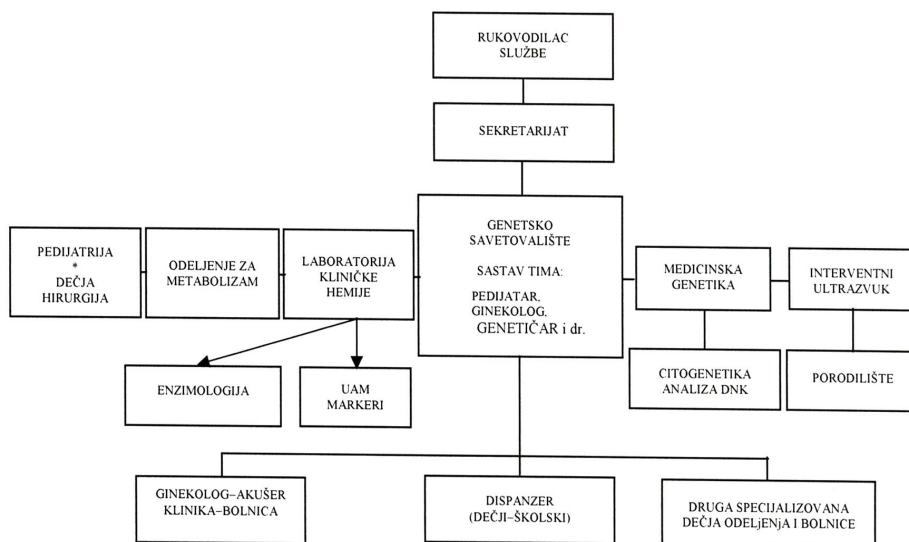 RUKOVODILAC
SLUŽBE
SEKRETARIJAT
GENETSKO
SAVETOVALIŠTE
SASTAV TIMA:
PEDIJATAR,
GINEKOLOG,
GENETIČAR i dr.
PEDIJATRIJA
*
DEČJA
HIRURGIJA
ODELJENJE ZA
METABOLIZAM
LABORATORIJA
KLINIČKE
HEMIJE
MEDICINSKA
GENETIKA
INTERVENTNI
ULTRAZVUK
ENZIMOLOGIJA
UAM
MARKERI
CITOGENETIKA
ANALIZA DNK
PORODILIŠTE
GINEKOLOG–AKUŠER
KLINIKA–BOLNICA
DISPANZER
(DEČJI–ŠKOLSKI)
DRUGA SPECIJALIZOVANA
DEČJA ODELjENjA I BOLNICE